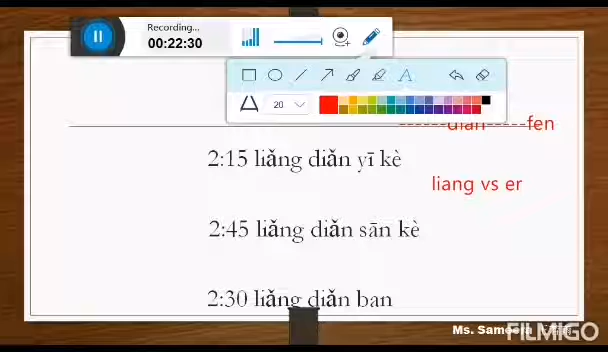 Recording...
00:22:30
A
20
------dian-----fen
2:15 liǎng diǎn yī kè
liang vs er
2:45 liǎng diǎn sān kè
2:30 liǎng diǎn ban
Ms. Sameera
FILMIGO